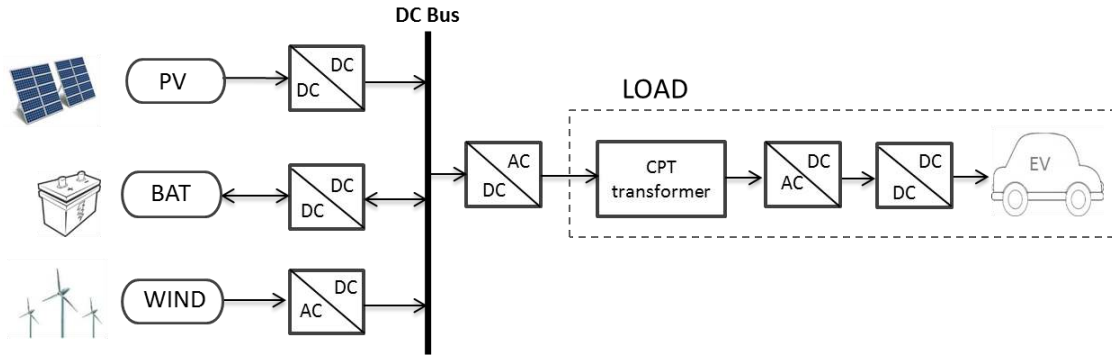 DC Bus
PV
DC
DC
LOAD
BAT
DC
DC
AC
DC
CPT
transformer
DC
AC
DC
DC
EV
WIND
DC
AC